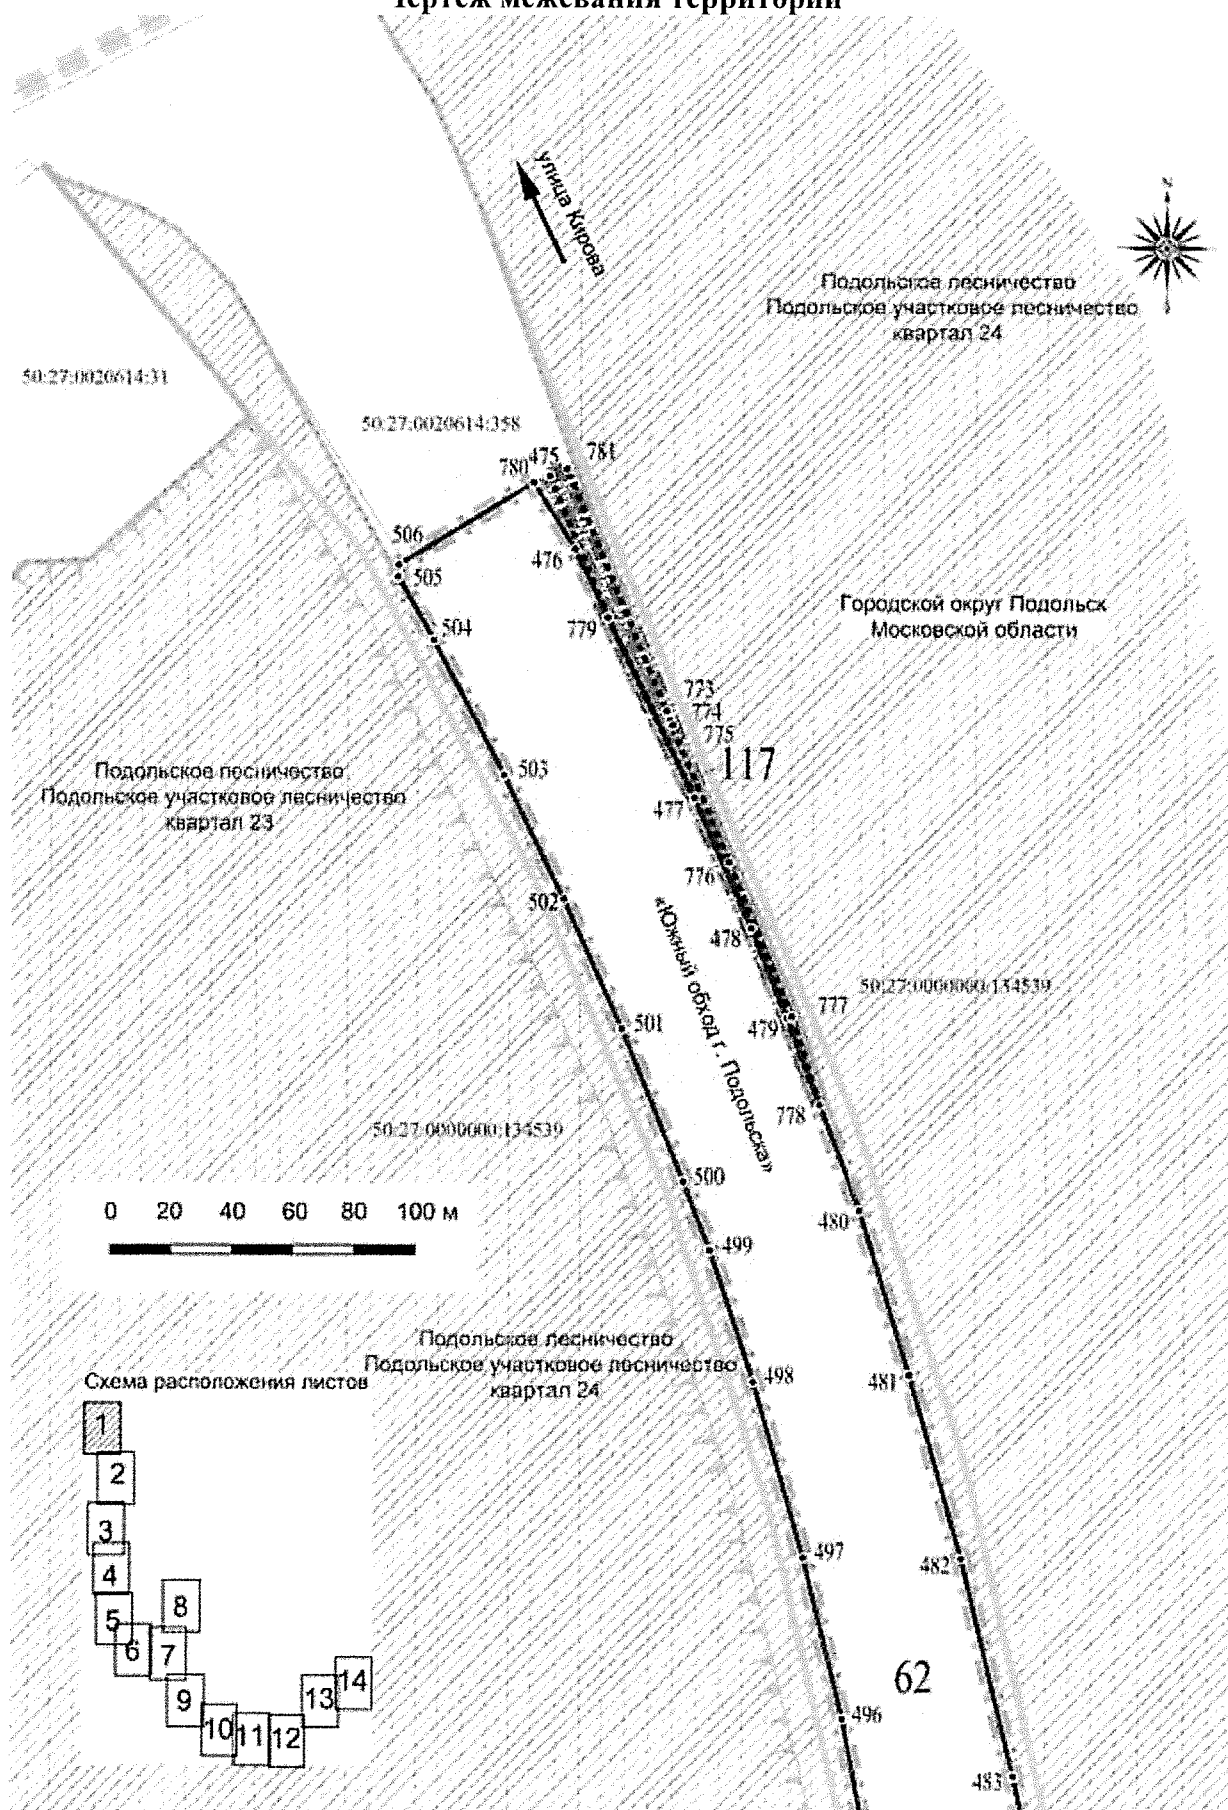 Чертеж межевания территории
N
улица Кирова
Подольское лесничество
Подольское участковое лесничество
квартал 24
50:27:0020614:31
50:27:0020614:358
475
781
780
506
476
505
Городской округ Подольск
Московской области
504
779
773
774
775
117
503
Подольское лесничество
Подольское участковое лесничество
квартал 23
477
776
502
478
«Южный обход г. Подольска»
50:27:0000000:134539
777
501
479
778
50:27:0000000:134539
500
480
0 20 40 60 80 100 м
499
Подольское лесничество
Подольское участковое лесничество
квартал 24
498
481
Схема расположения листов
1
2
3
4
5
6
7
8
9
10
11
12
13
14
497
482
62
496
483